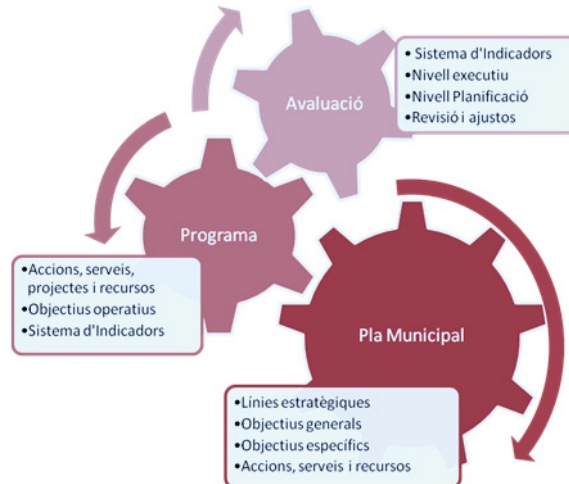 Avaluació
• Sistema d'Indicadors
• Nivell executiu
• Nivell Planificació
• Revisió i ajustos
Programa
•Accions, serveis,
projectes i recursos
•Objectius operatius
•Sistema d'Indicadors
Pla Municipal
•Línies estratègiques
•Objectius generals
•Objectius específics
•Accions, serveis i recursos